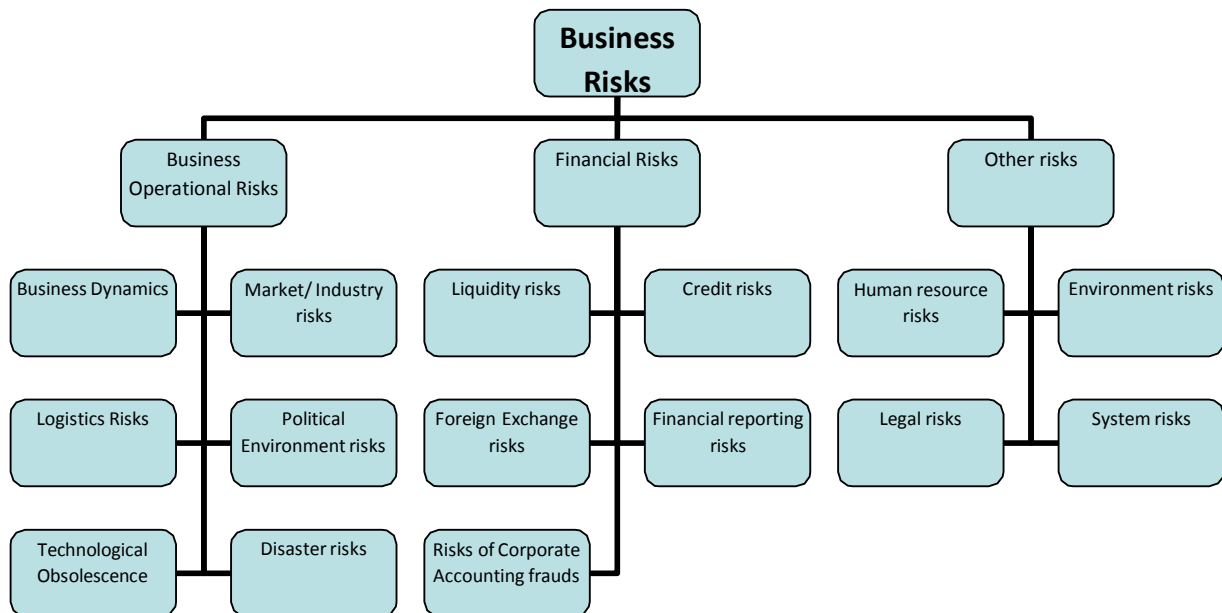 Business
Risks
Business
Operational Risks
Financial Risks
Other risks
Business Dynamics
Market/ Industry
risks
Liquidity risks
Credit risks
Human resource
risks
Environment risks
Logistics Risks
Political
Environment risks
Foreign Exchange
risks
Financial reporting
risks
Legal risks
System risks
Technological
Obsolescence
Disaster risks
Risks of Corporate
Accounting frauds